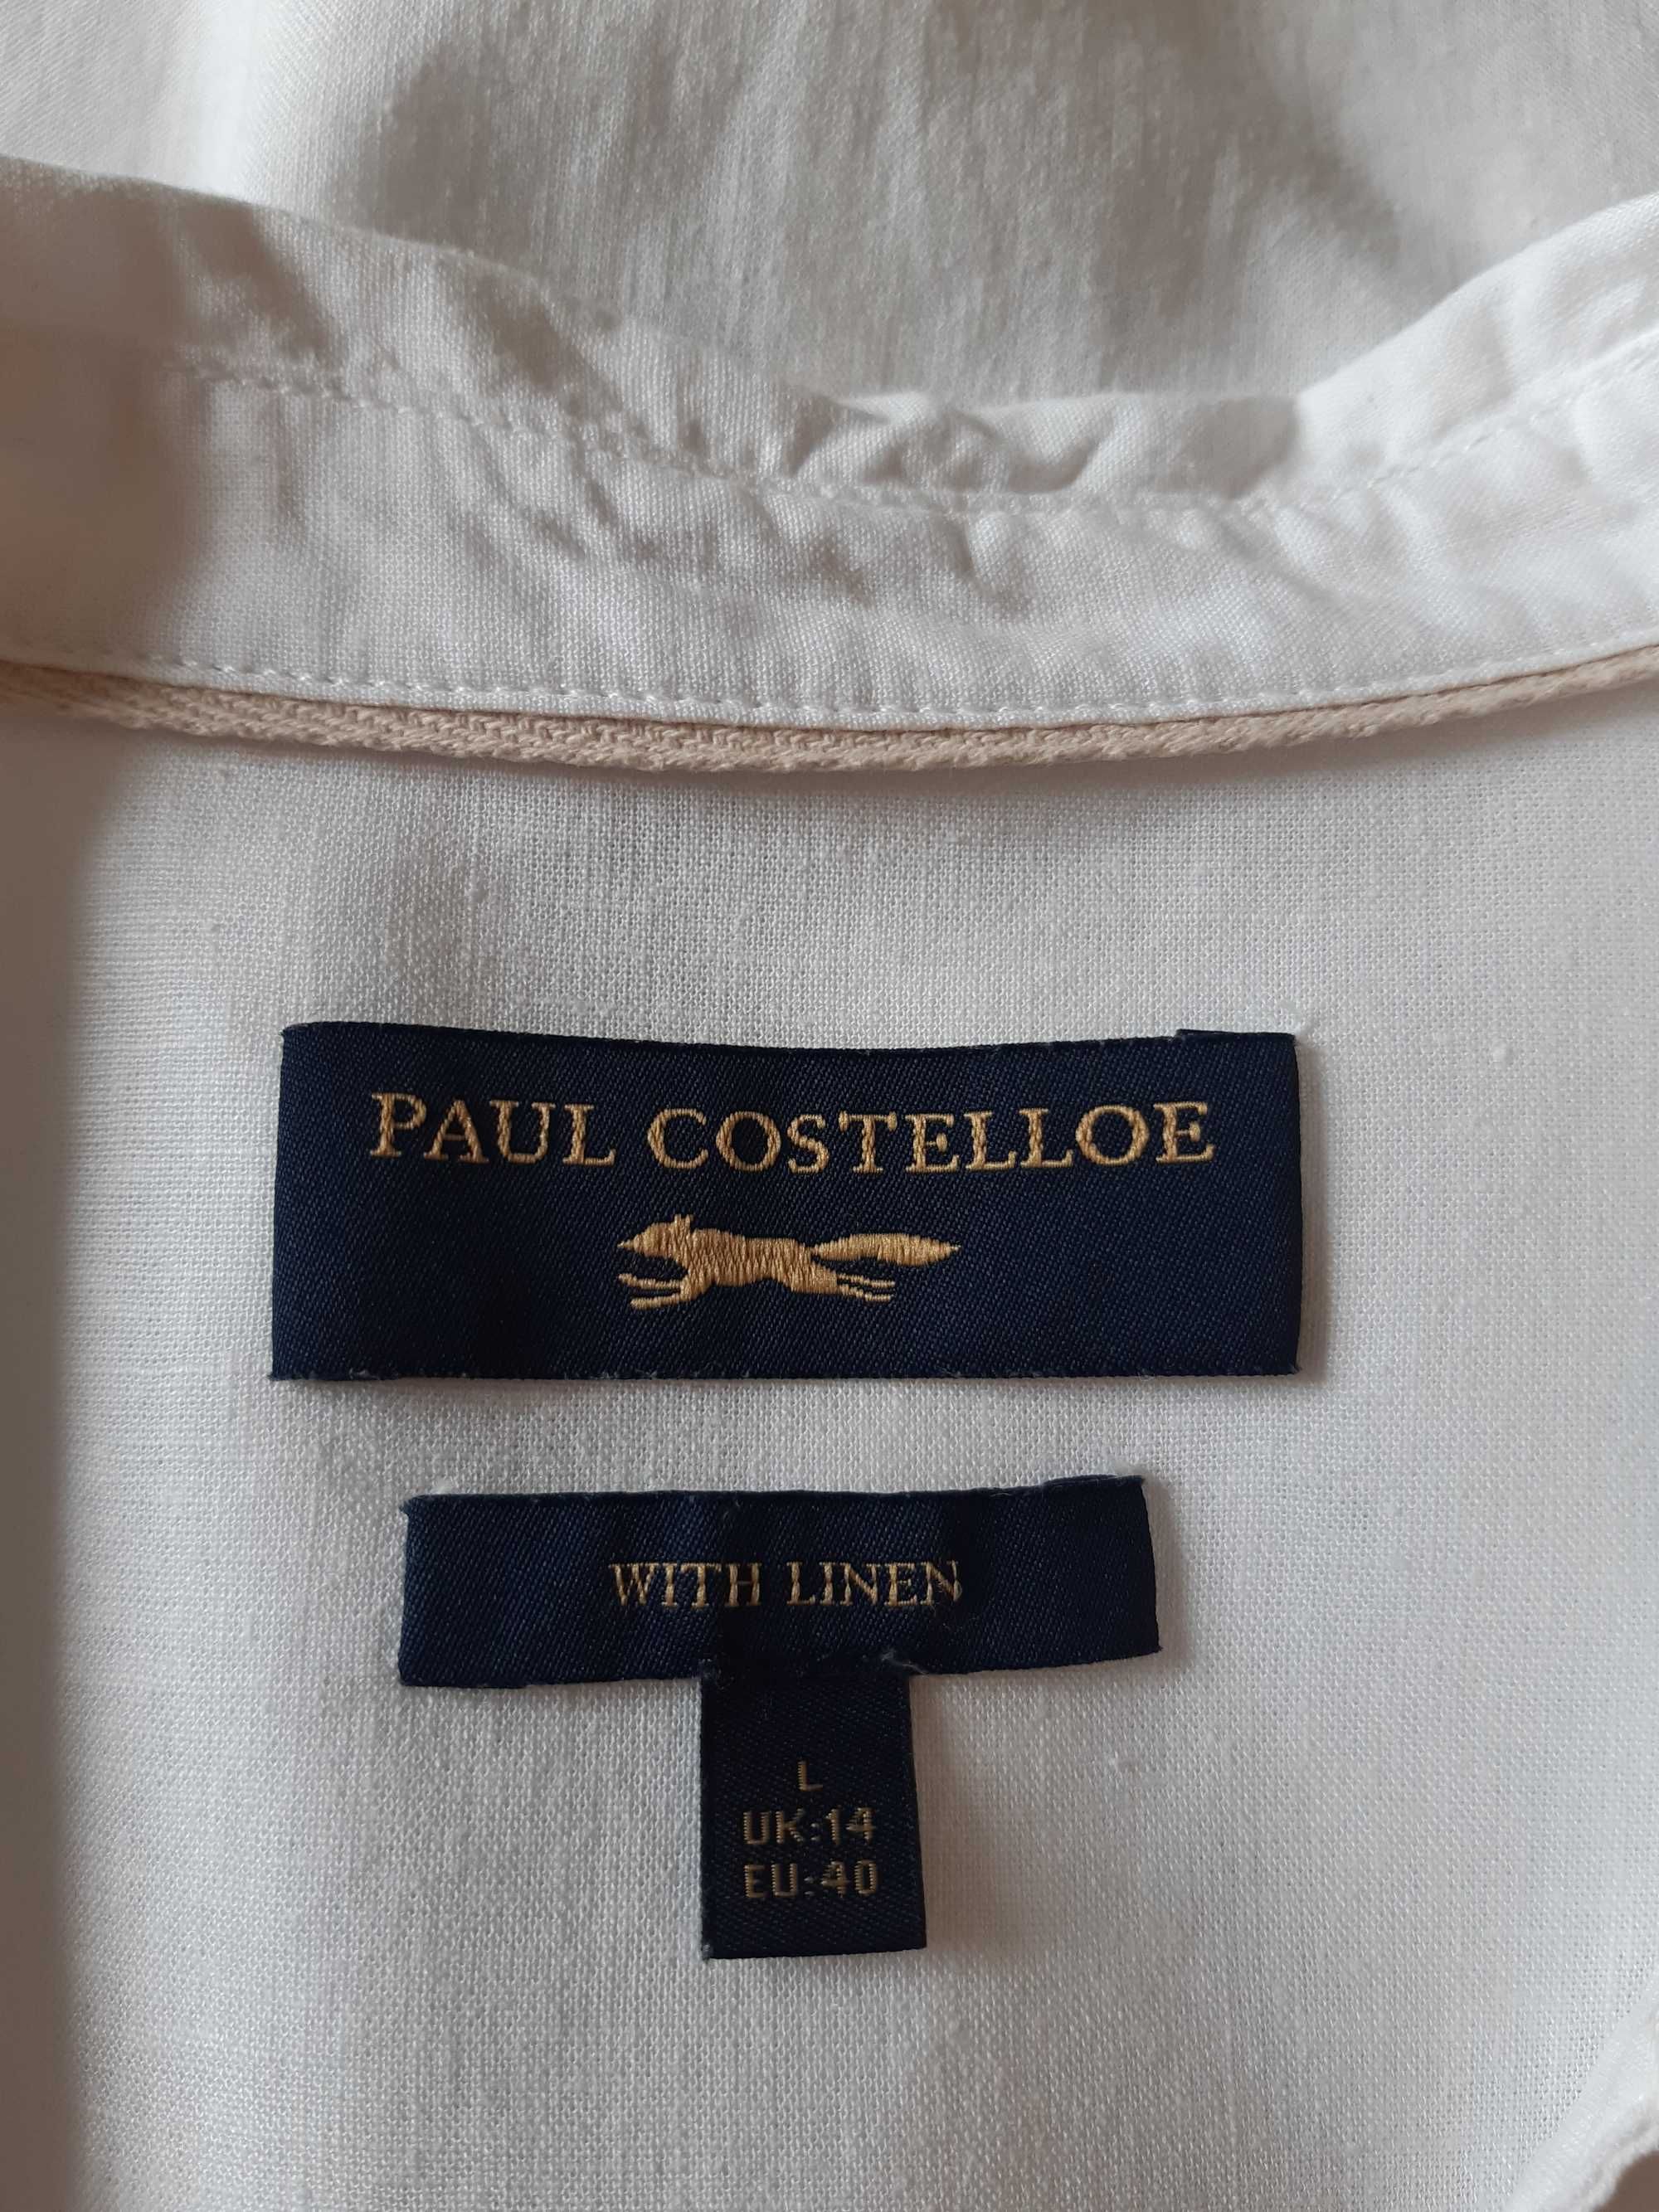 PAUL COSTELLOE
WITH LINEN
L
UK:14
EU:40